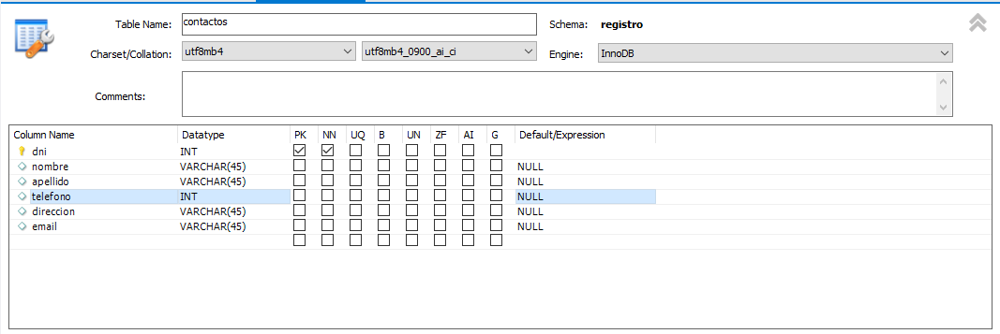 Table Name: contactos Schema: registro
Charset/Collation: utf8mb4 utf8mb4_0900_ai_ci Engine: InnoDB
Comments:
Column Name Datatype PK NN UQ B UN ZF AI G Default/Expression
dni INT
nombre VARCHAR(45) NULL
apellido VARCHAR(45) NULL
telefono INT NULL
direccion VARCHAR(45) NULL
email VARCHAR(45) NULL